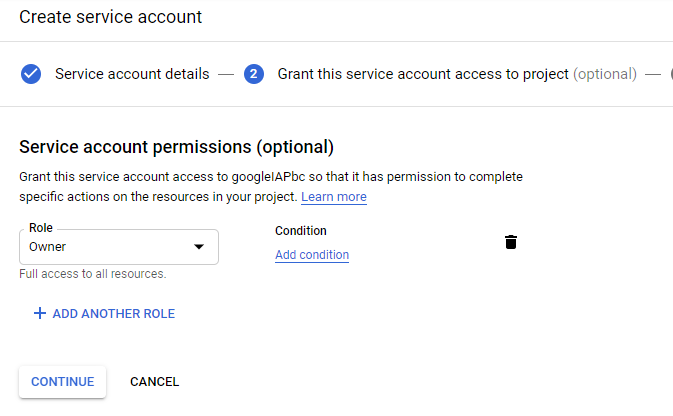 Create service account
Service account details — 2 Grant this service account access to project (optional) —
Service account permissions (optional)
Grant this service account access to googleIAPbc so that it has permission to complete
specific actions on the resources in your project. Learn more
Role
Owner
Condition
Add condition
Full access to all resources.
+ ADD ANOTHER ROLE
CONTINUE CANCEL